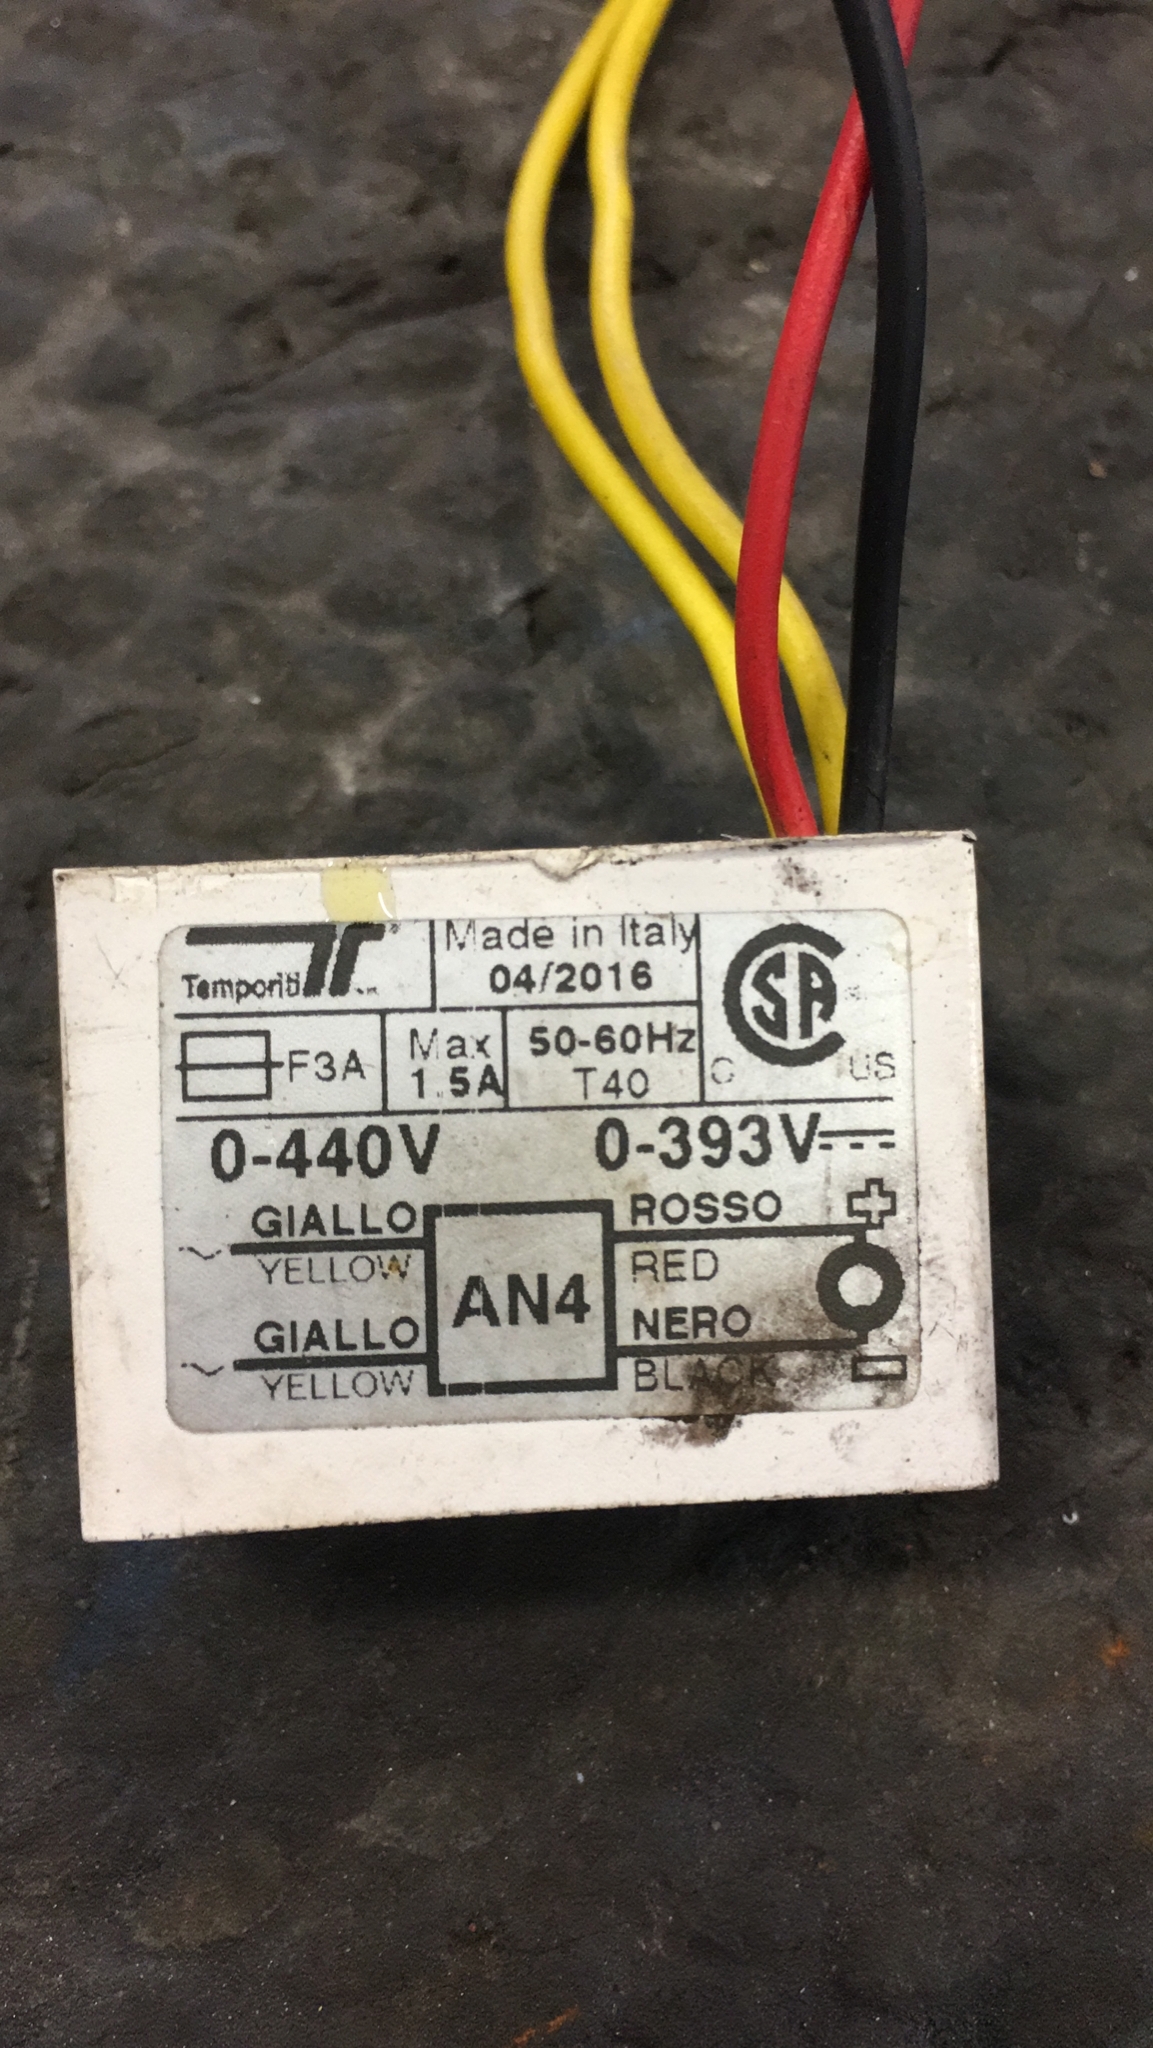 Temporiti
Made in Italy
04/2016
F3A
Max
1.5A
50-60Hz
T40
CSA
C US
0-440V
0-393V
GIALLO
YELLOW
GIALLO
YELLOW
AN4
ROSSO
RED
NERO
BLACK